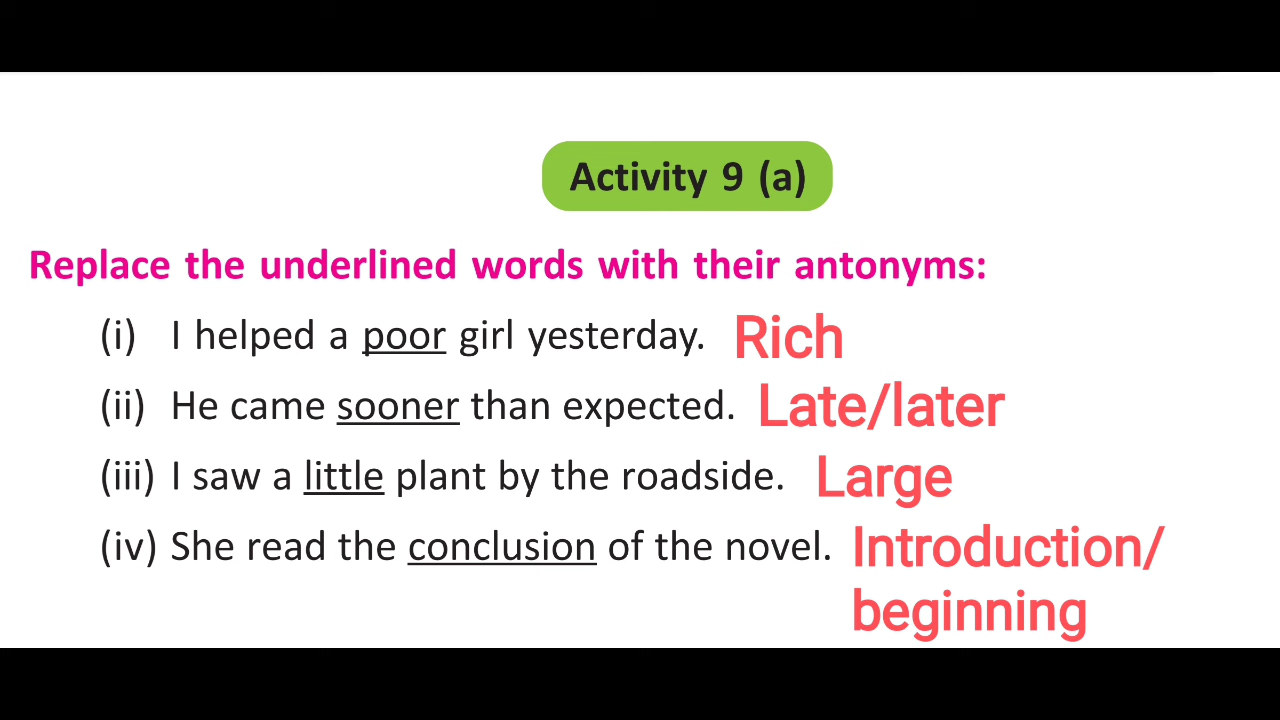 Activity 9 (a)
Replace the underlined words with their antonyms:
(i) I helped a poor girl yesterday. Rich
(ii) He came sooner than expected. Late/later
(iii) I saw a little plant by the roadside. Large
(iv) She read the conclusion of the novel. Introduction/
beginning